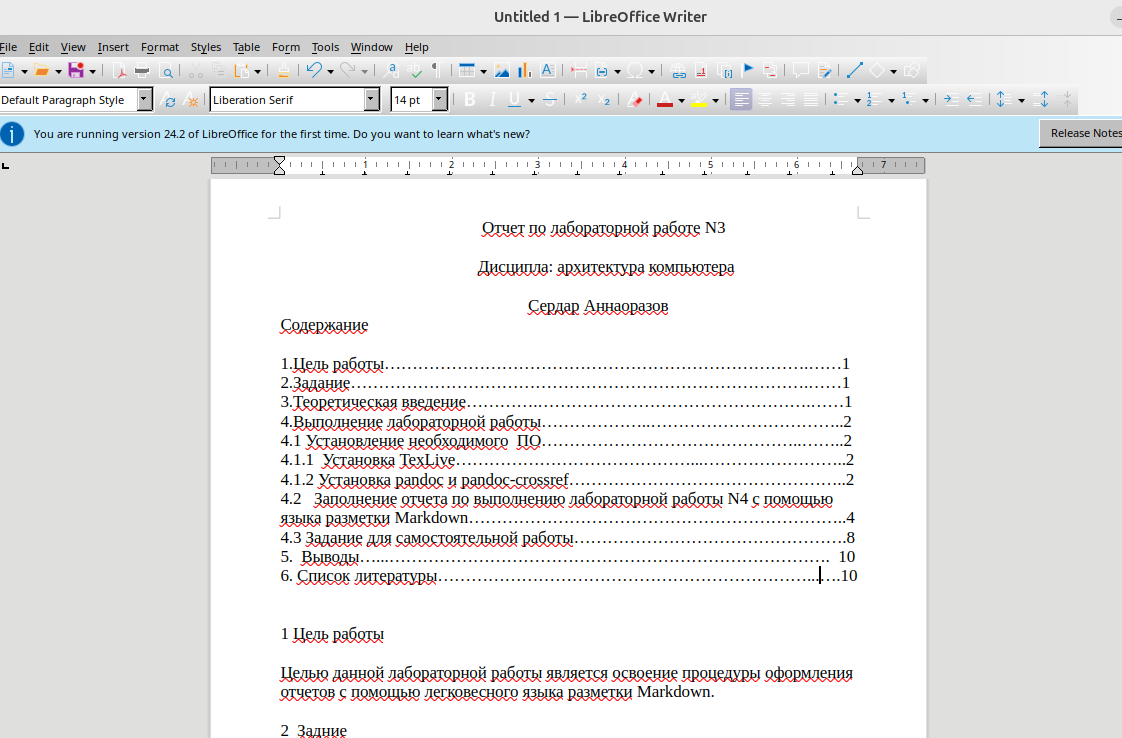 Untitled 1 — LibreOffice Writer
File Edit View Insert Format Styles Table Form Tools Window Help
Default Paragraph Style Liberation Serif 14 pt
You are running version 24.2 of LibreOffice for the first time. Do you want to learn what's new? Release Notes
1 2 3 4 5 6 7
Отчет по лабораторной работе N3
Дисципла: архитектура компьютера
Сердар Аннаоразов
Содержание
1.Цель работы…………………………………………………………………….……1
2.Задание…………………………………………………………………………….……1
3.Теоретическая введение…………..………………………………………….……1
4.Выполнение лабораторной работы………………...……………………………..2
4.1 Установление необходимого  ПО……………………………………...……..2
4.1.1  Установка TexLive……………………………………...……………………..2
4.1.2 Установка pandoc и pandoc-crossref……………………………………………..2
4.2   Заполнение отчета по выполнению лабораторной работы N4 с помощью
языка разметки Markdown…………………………………………………………..4
4.3 Задание для самостоятельной работы……………………………………………8
5.  Выводы…...……………………………………………………………………….  10
6. Список литературы…………………………………………………………...….10
1 Цель работы
Целью данной лабораторной работы является освоение процедуры оформления
отчетов с помощью легковесного языка разметки Markdown.
2  Задние